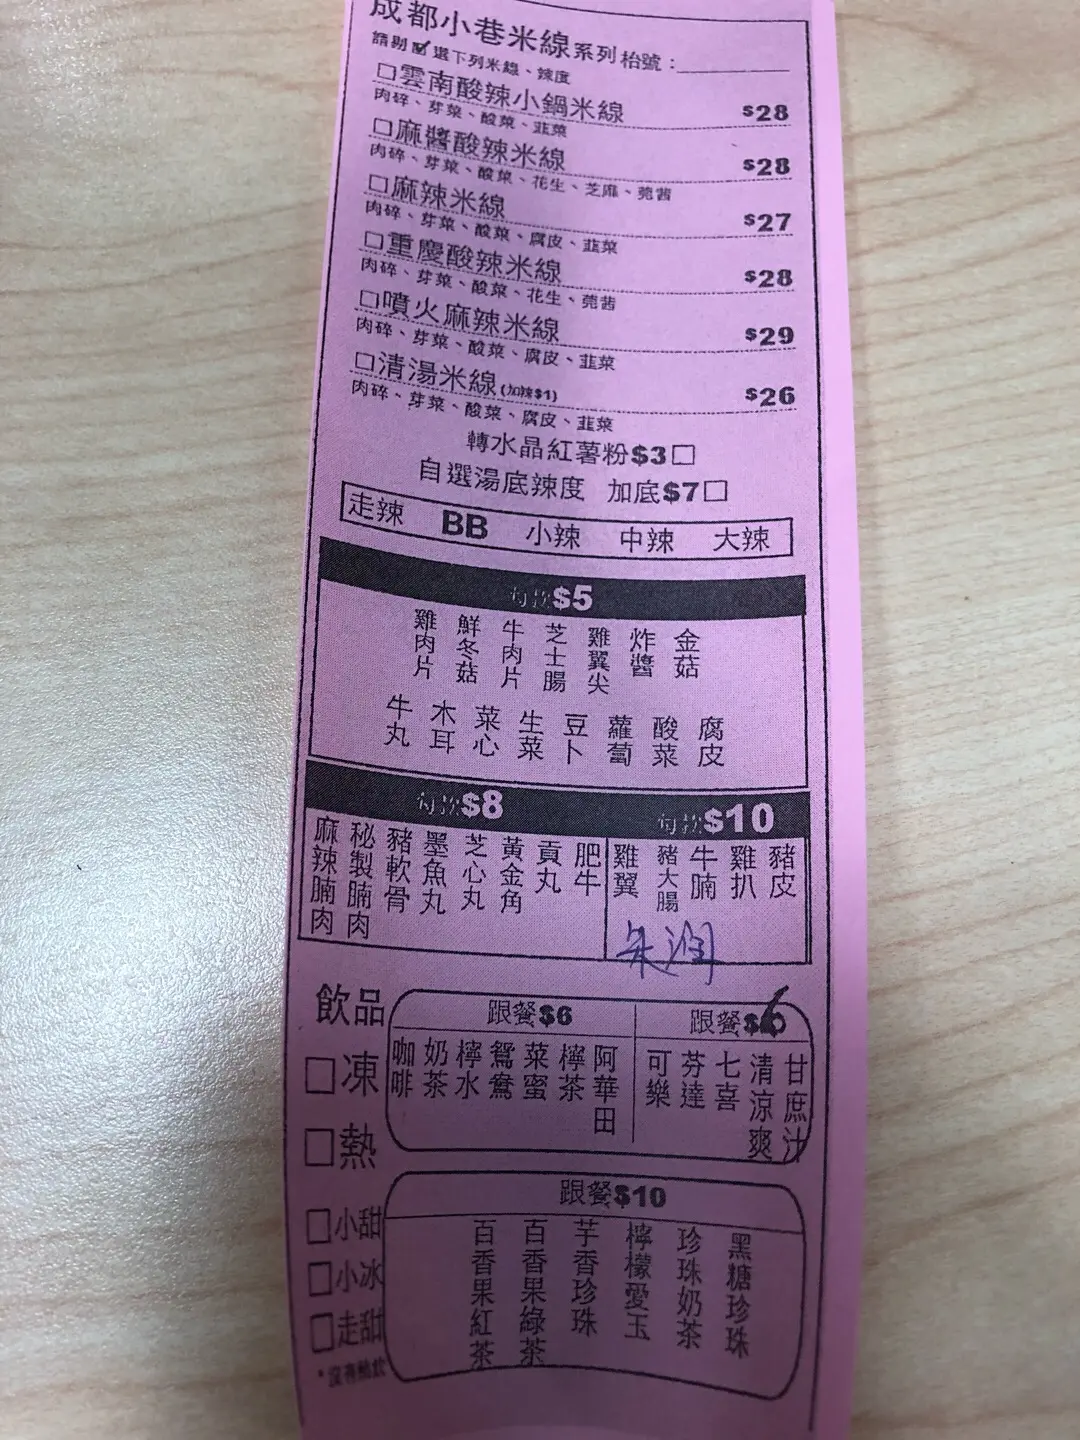 成都小巷米線系列 枱號：
請剔☑選下列米線、辣度
□雲南酸辣小鍋米線 $28
肉碎、芽菜、酸菜、韮菜
□麻醬酸辣米線 $28
肉碎、芽菜、酸菜、花生、芝麻、莞茜
□麻辣米線 $27
肉碎、芽菜、酸菜、腐皮、韮菜
□重慶酸辣米線 $28
肉碎、芽菜、酸菜、花生、莞茜
□噴火麻辣米線 $29
肉碎、芽菜、酸菜、腐皮、韮菜
□清湯米線(加辣$1) $26
肉碎、芽菜、酸菜、腐皮、韮菜
轉水晶紅薯粉$3□
自選湯底辣度 加底$7□
走辣 BB 小辣 中辣 大辣
每款$5
雞肉片 鮮冬菇 牛肉片 芝士腸 雞翼尖 炸醬 金菇
牛丸 木耳 菜心 生菜 豆卜 蘿蔔 酸菜 腐皮
每款$8
麻辣腩肉 秘製腩肉 豬軟骨 墨魚丸 芝心丸 黃金角 貢丸 肥牛
每款$10
雞翼 豬大腸 牛腩 雞扒 豬皮
飲品
□凍
□熱
□小甜
□小冰
□走甜
跟餐$6
咖啡 奶茶 檸水 鴛鴦 菜蜜 檸茶 阿華田
跟餐$6
可樂 芬達 七喜 清涼爽 甘庶汁
跟餐$10
百香果紅茶 百香果綠茶 芋香珍珠 檸檬愛玉 珍珠奶茶 黑糖珍珠